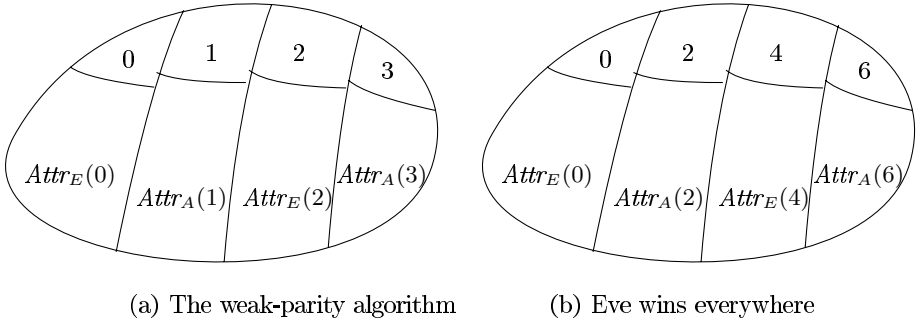 0 1 2 3
Attr_E(0) Attr_A(1) Attr_E(2) Attr_A(3)
(a) The weak-parity algorithm
0 2 4 6
Attr_E(0) Attr_A(2) Attr_E(4) Attr_A(6)
(b) Eve wins everywhere